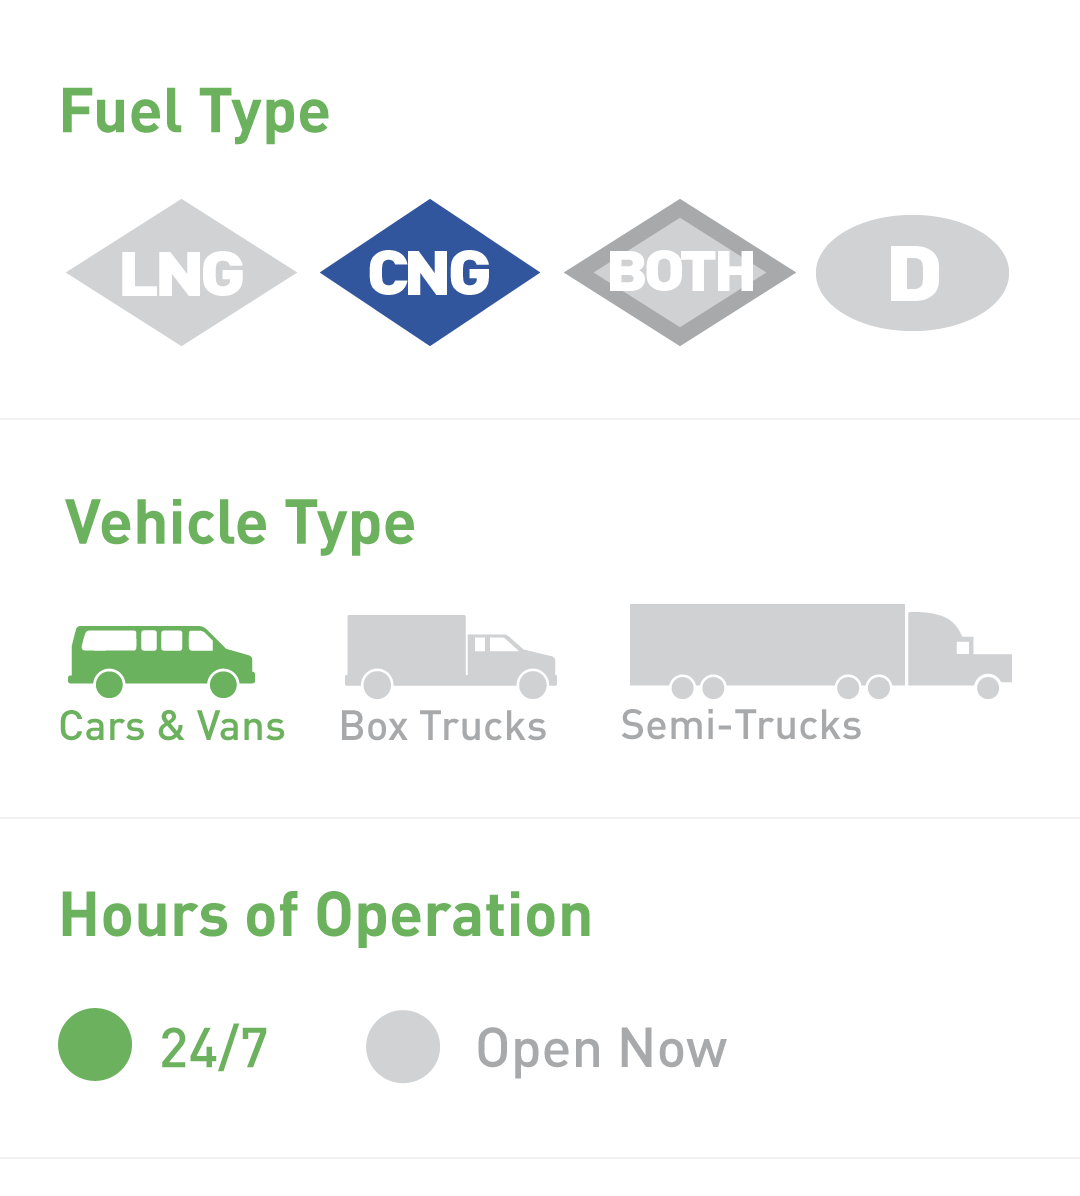 Fuel Type
LNG CNG BOTH D
Vehicle Type
Cars & Vans Box Trucks Semi-Trucks
Hours of Operation
24/7 Open Now